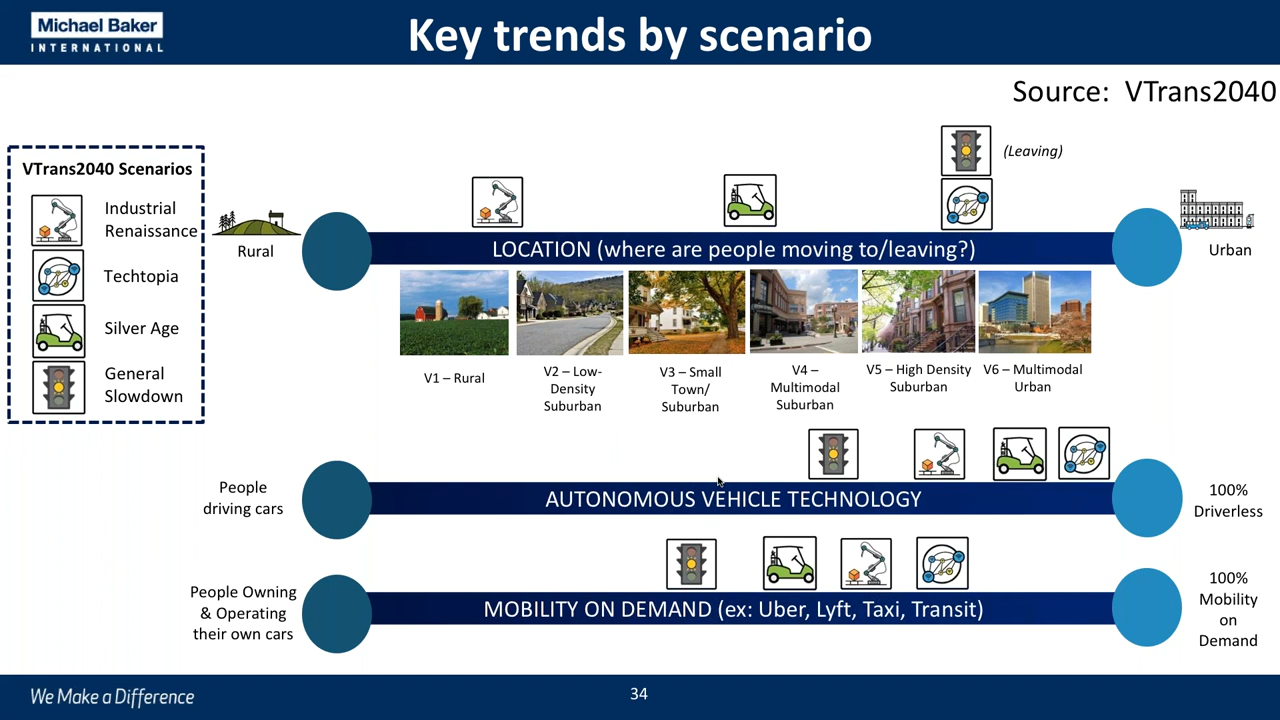 Michael Baker
INTERNATIONAL
Key trends by scenario
Source: VTrans2040
(Leaving)
VTrans2040 Scenarios
Industrial
Renaissance
Techtopia
Silver Age
General
Slowdown
Rural
LOCATION (where are people moving to/leaving?)
Urban
V1 – Rural
V2 – Low-
Density
Suburban
V3 – Small
Town/
Suburban
V4 –
Multimodal
Suburban
V5 – High Density
Suburban
V6 – Multimodal
Urban
People
driving cars
AUTONOMOUS VEHICLE TECHNOLOGY
100%
Driverless
People Owning
& Operating
their own cars
MOBILITY ON DEMAND (ex: Uber, Lyft, Taxi, Transit)
100%
Mobility
on
Demand
We Make a Difference
34